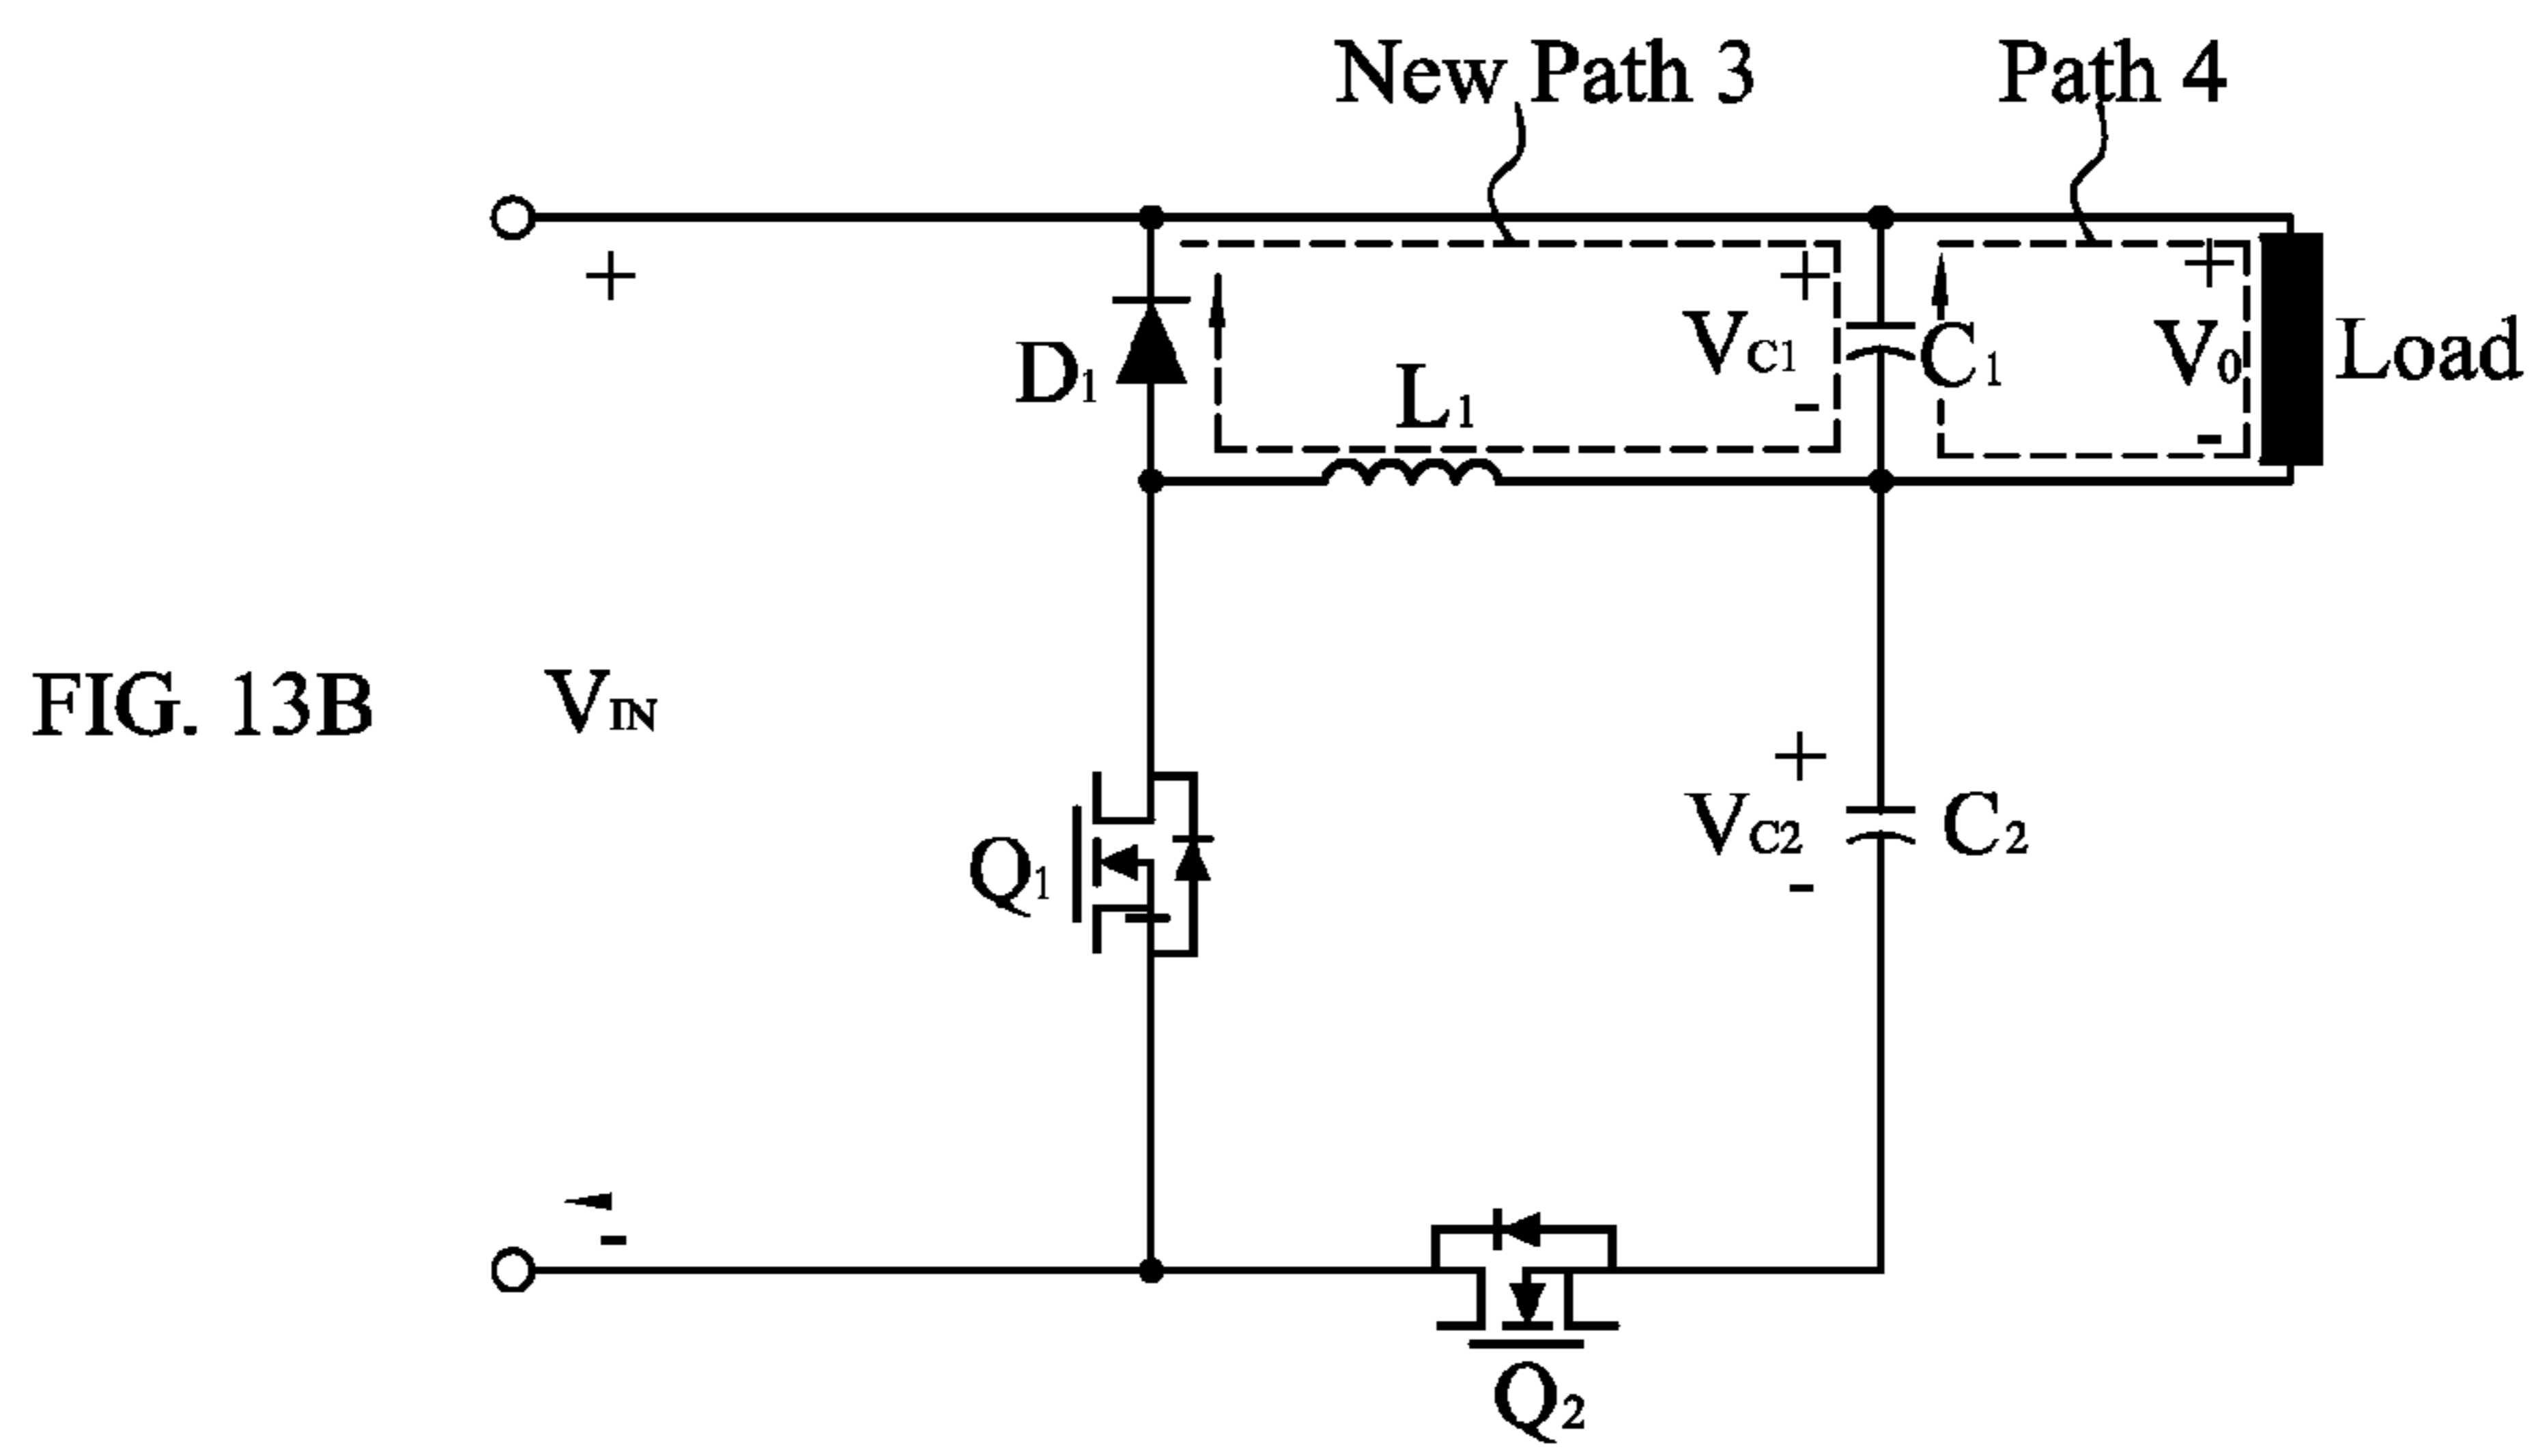 New Path 3
Path 4
+
+
+
D1
VC1
C1
V0
Load
L1
-
-
FIG. 13B
VIN
+
VC2
C2
-
Q1
-
Q2